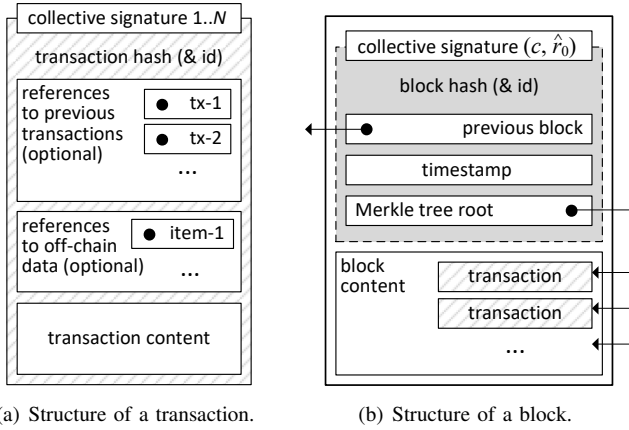 collective signature 1..N
transaction hash (& id)
references
to previous
transactions
(optional)
tx-1
tx-2
...
references
to off-chain
data (optional)
item-1
...
transaction content
a) Structure of a transaction.
collective signature (c, r̂₀)
block hash (& id)
previous block
timestamp
Merkle tree root
block
content
transaction
transaction
...
(b) Structure of a block.